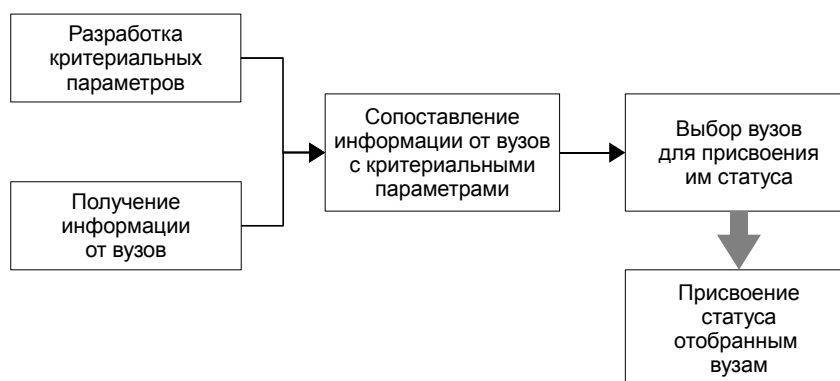 Разработка
критериальных
параметров
Получение
информации
от вузов
Сопоставление
информации от вузов
с критериальными
параметрами
Выбор вузов
для присвоения
им статуса
Присвоение
статуса
отобранным
вузам